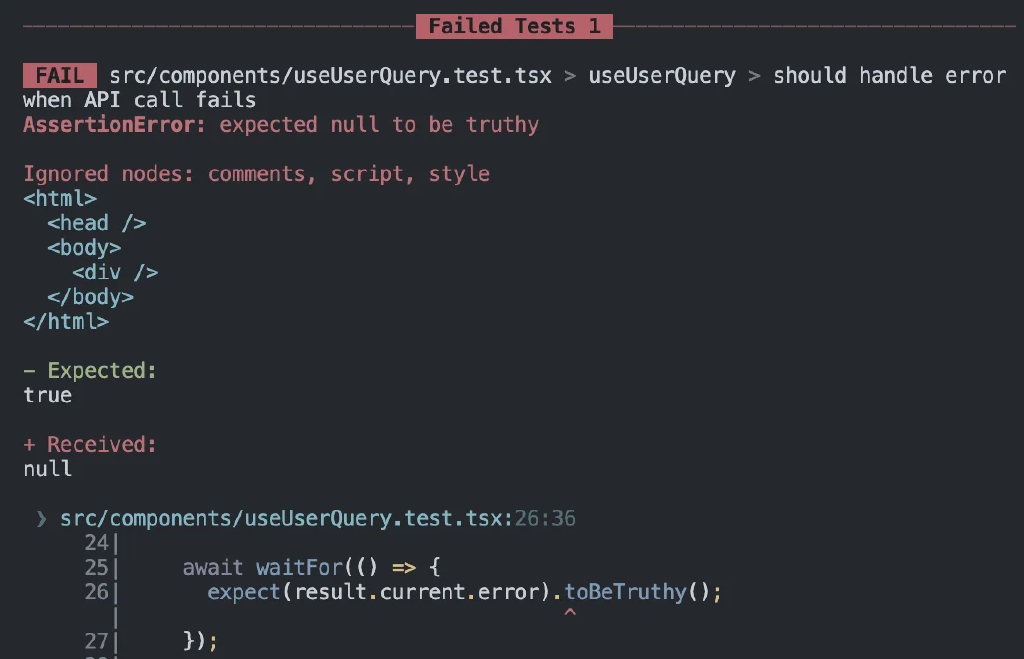 Failed Tests 1
FAIL src/components/useUserQuery.test.tsx > useUserQuery > should handle error
when API call fails
AssertionError: expected null to be truthy
Ignored nodes: comments, script, style
<html>
  <head />
  <body>
    <div />
  </body>
</html>
- Expected:
true
+ Received:
null
❯ src/components/useUserQuery.test.tsx:26:36
24|
25|     await waitFor(() => {
26|       expect(result.current.error).toBeTruthy();
|                                    ^
27|     });